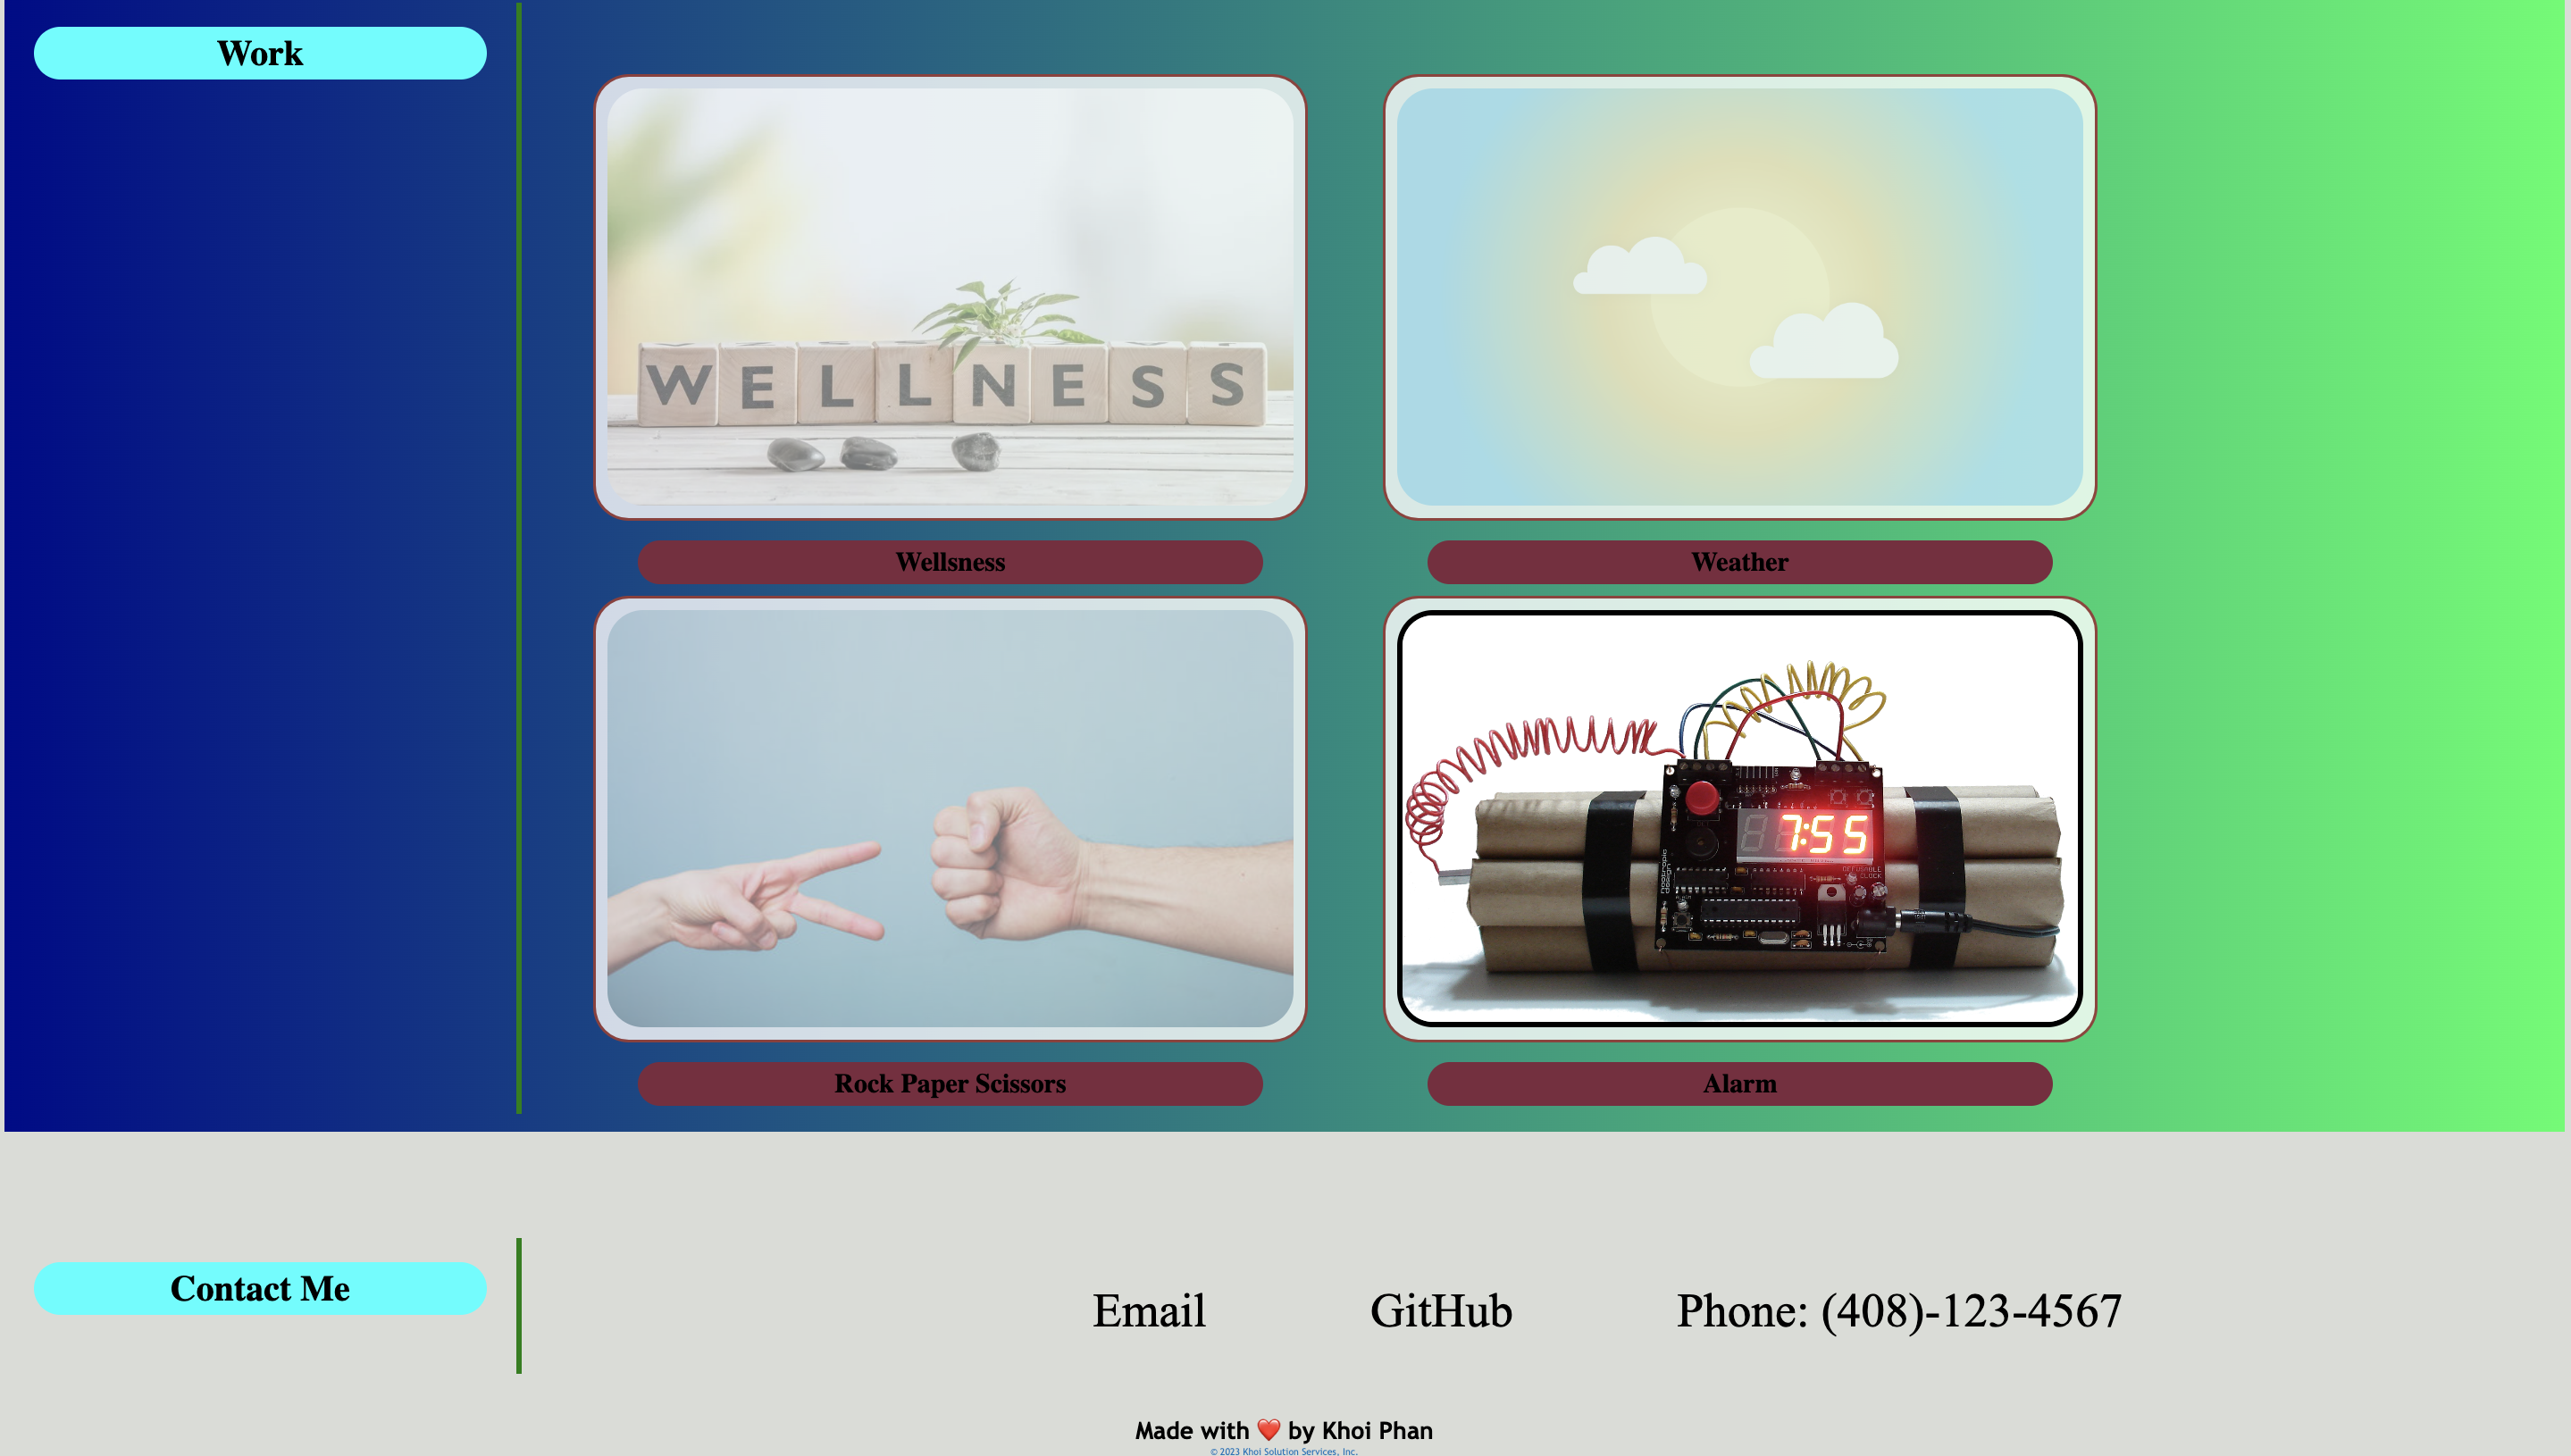 Work
WELLNESS
Wellsness
Weather
7:55
Rock Paper Scissors
Alarm
Contact Me
Email
GitHub
Phone: (408)-123-4567
Made with ❤️ by Khoi Phan
© 2023 Khoi Solution Services, Inc.